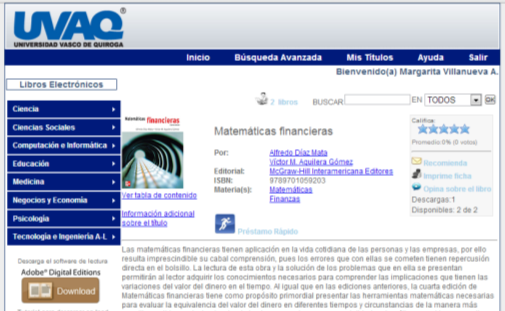 UVAQ®
UNIVERSIDAD VASCO DE QUIROGA
Inicio Búsqueda Avanzada Mis Títulos Ayuda Salir
Bienvenido(a) Margarita Villanueva A.
Libros Electrónicos
2 libros BUSCAR EN TODOS OK
Ciencia
Ciencias Sociales
Computación e Informática
Educación
Medicina
Negocios y Economía
Psicología
Tecnología e Ingeniería A-L
Descarga el software de lectura
Adobe® Digital Editions
Download
Matemáticas financieras
Ver tabla de contenido
Información adicional sobre el título
Matemáticas financieras
Por: Alfredo Díaz Mata
Víctor M. Aguilera Gómez
Editorial: McGraw-Hill Interamericana Editores
ISBN: 9789701059203
Materia(s): Matemáticas
Finanzas
Préstamo Rápido
Califica:
Promedio:0% (0 votos)
Recomienda
Imprime ficha
Opina sobre el libro
Descargas:1
Disponibles: 2 de 2
Las matemáticas financieras tienen aplicación en la vida cotidiana de las personas y las empresas, por ello
resulta imprescindible su cabal comprensión, pues los errores que con ellas se cometen tienen repercusión
directa en el bolsillo. La lectura de esta obra y la solución de los problemas que en ella se presentan
permitirán al lector adquirir los conocimientos necesarios para comprender las implicaciones que tienen las
variaciones del valor del dinero en el tiempo. Al igual que en las ediciones anteriores, la cuarta edición de
Matemáticas financieras tiene como propósito primordial presentar las herramientas matemáticas necesarias
para evaluar la equivalencia del valor del dinero en diferentes tiempos y circunstancias de la manera más